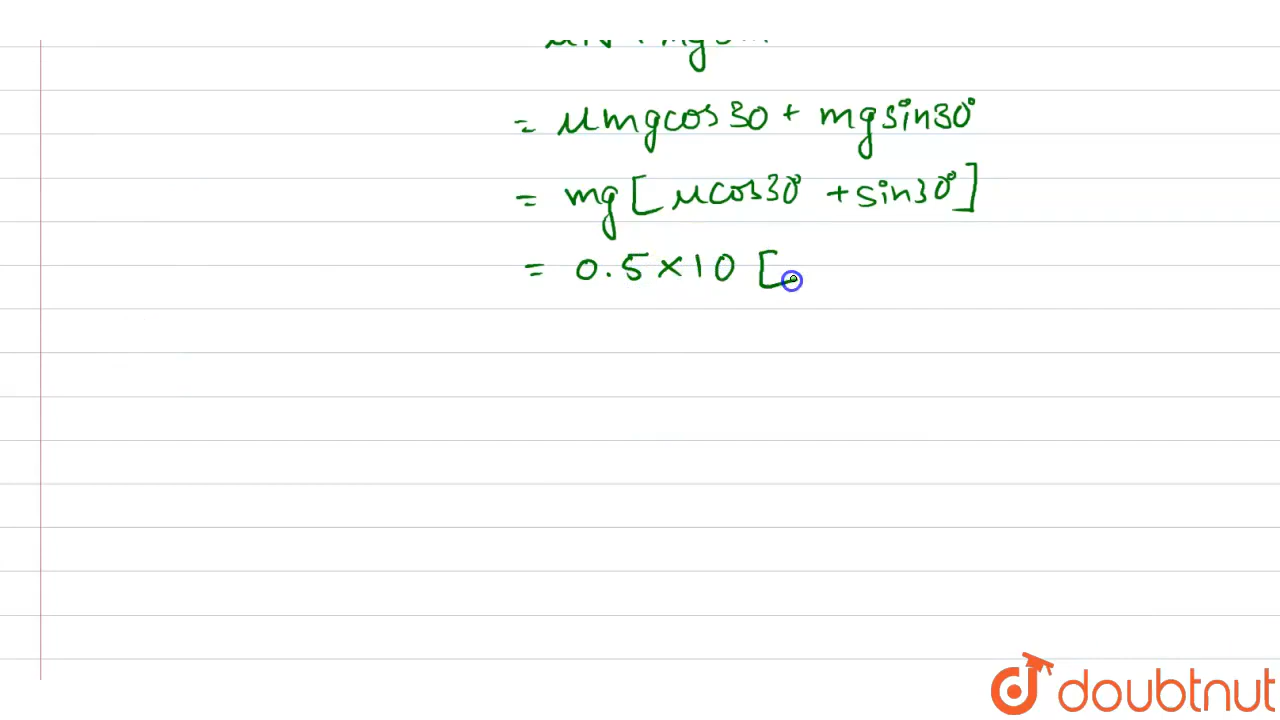 = μmgcos30 + mgsin30°
= mg[μcos30° + sin30°]
= 0.5×10 [
doubtnut